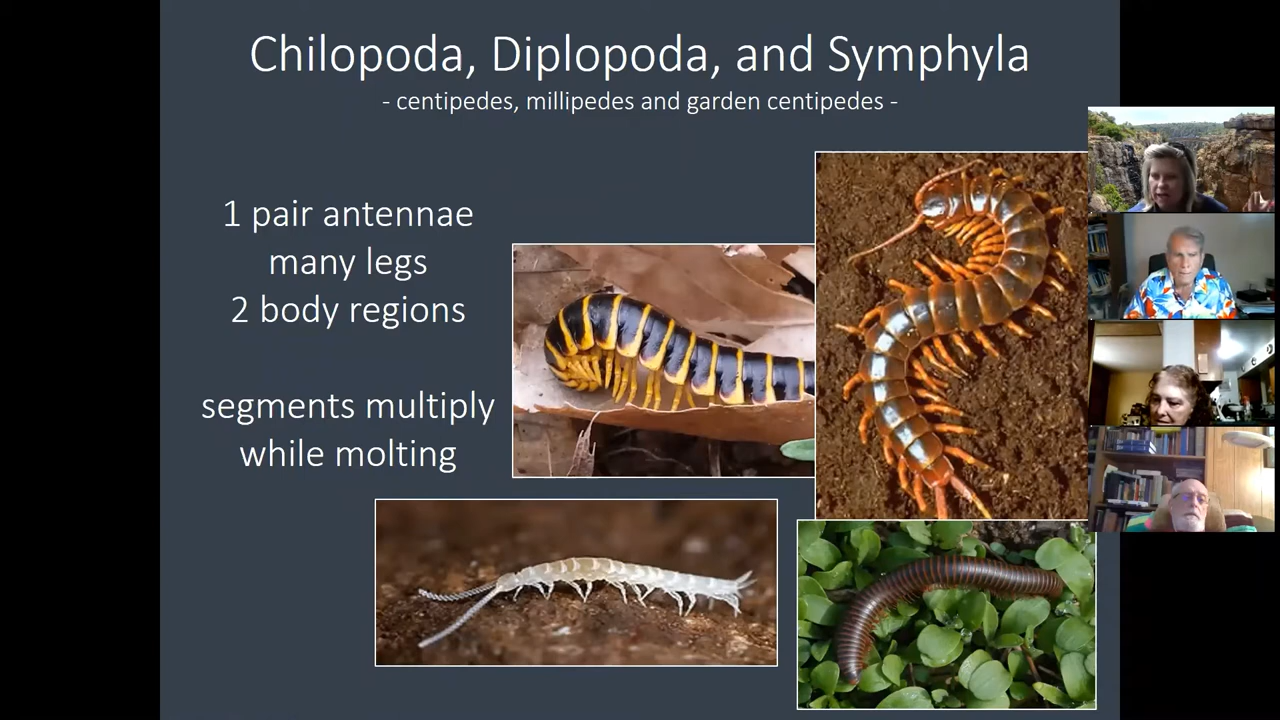 Chilopoda, Diplopoda, and Symphyla
- centipedes, millipedes and garden centipedes -
1 pair antennae
many legs
2 body regions
segments multiply
while molting